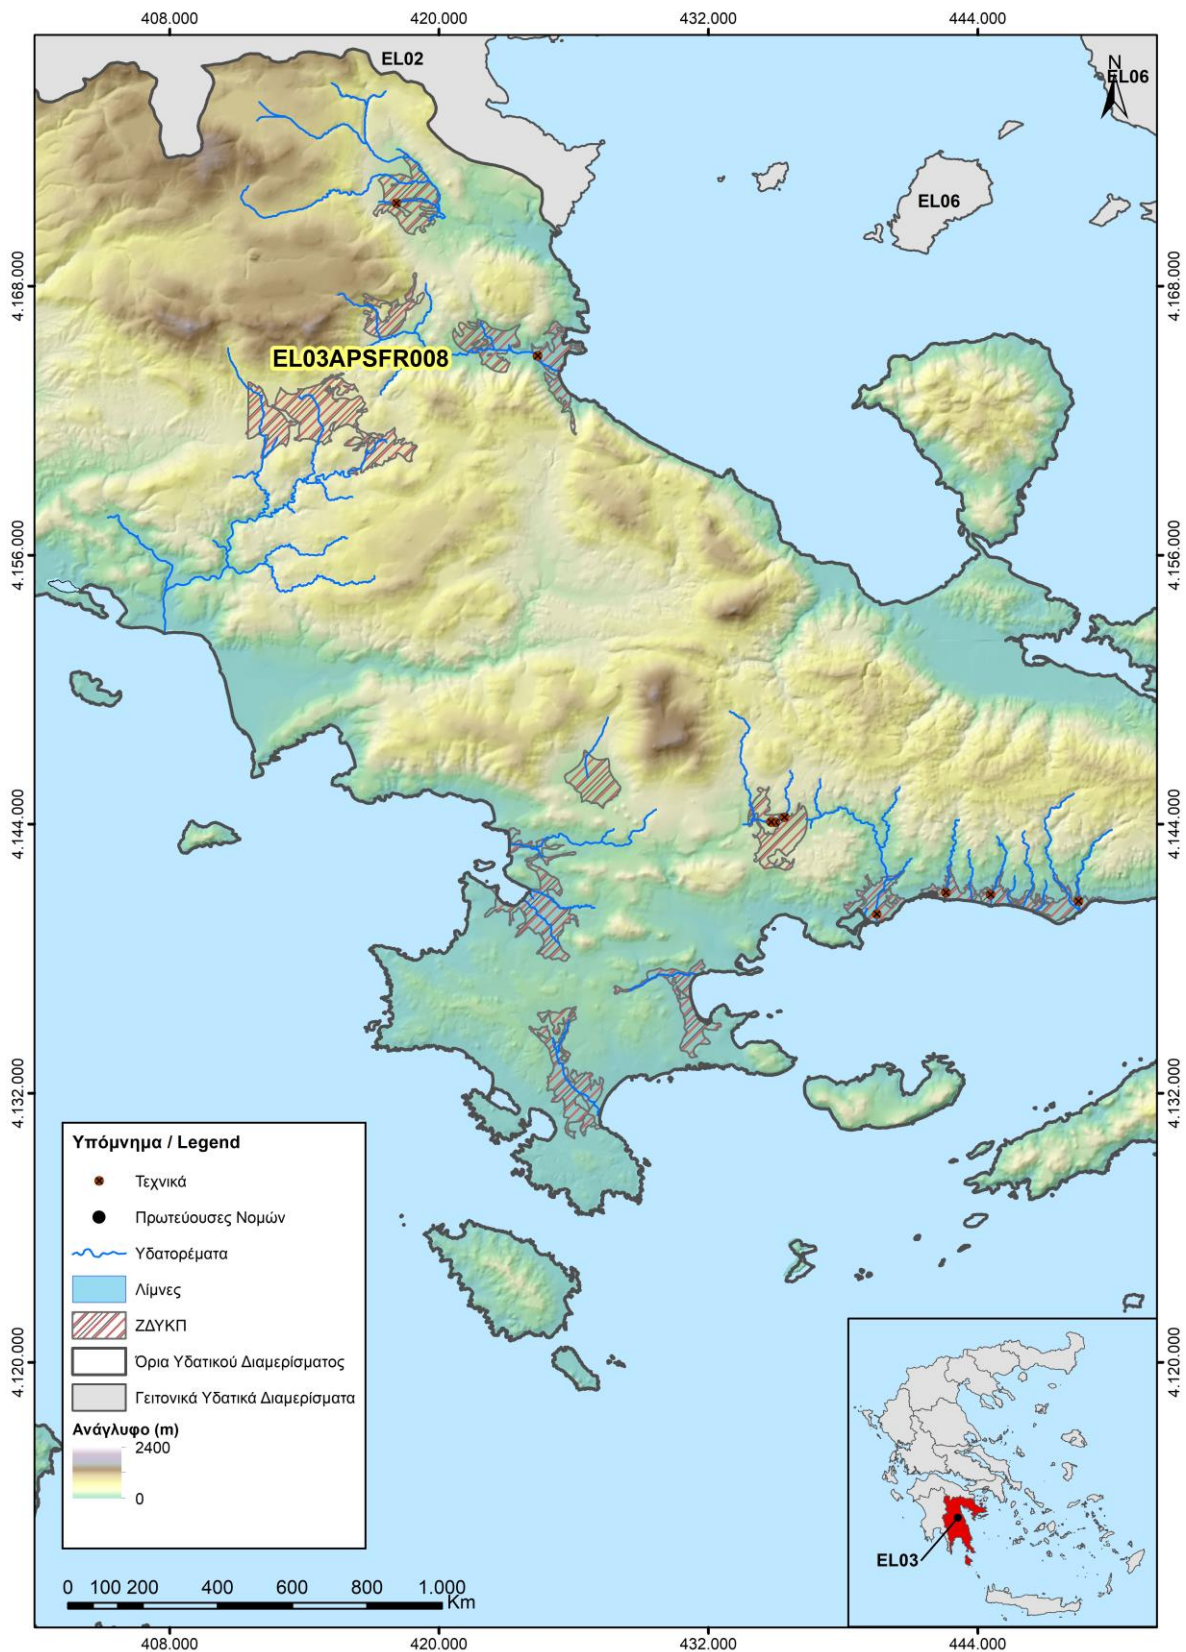 408.000 420.000 432.000 444.000
EL02
N
EL06
EL06
4.168.000 4.168.000
EL03APSFR008
4.156.000 4.156.000
4.144.000 4.144.000
4.132.000 4.132.000
Υπόμνημα / Legend
Τεχνικά
Πρωτεύουσες Νομών
Υδατορέματα
Λίμνες
ΖΔΥΚΠ
Όρια Υδατικού Διαμερίσματος
Γειτονικά Υδατικά Διαμερίσματα
Ανάγλυφο (m)
2400
0
4.120.000 4.120.000
EL03
0 100 200 400 600 800 1.000
Km
408.000 420.000 432.000 444.000